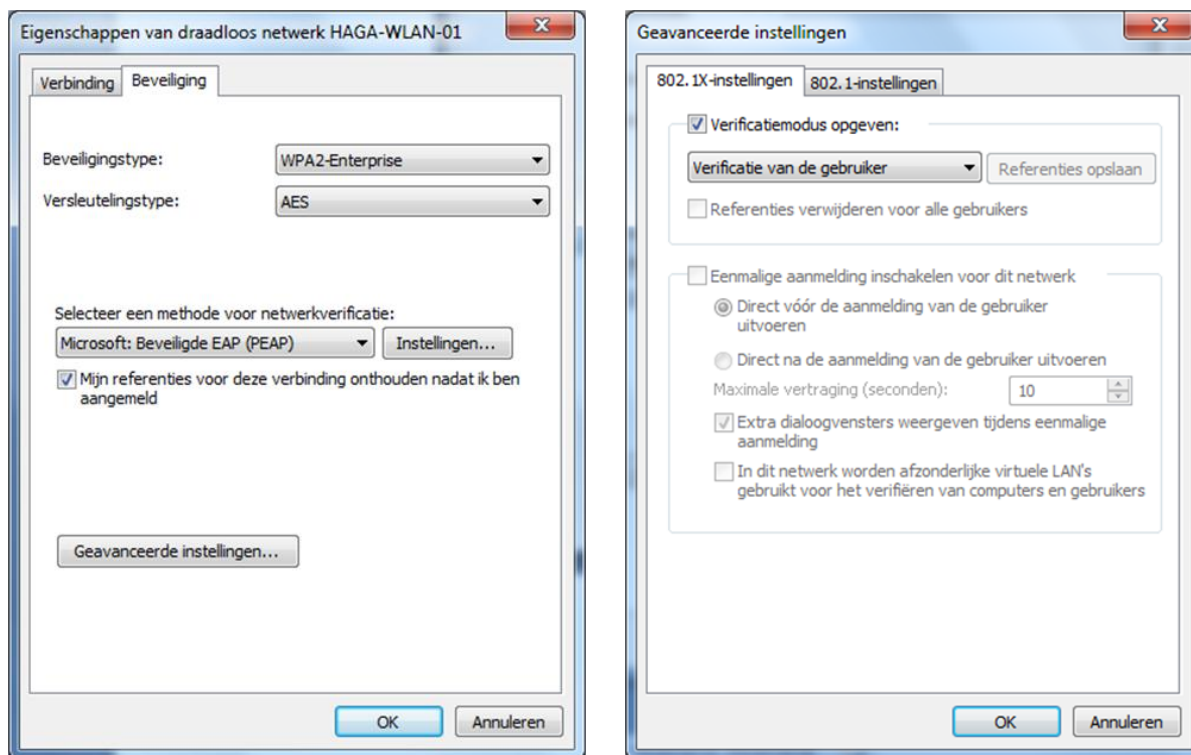 Eigenschappen van draadloos netwerk HAGA-WLAN-01
Verbinding
Beveiliging
Beveiligingstype:
WPA2-Enterprise
Versleutelingstype:
AES
Selecteer een methode voor netwerkverificatie:
Microsoft: Beveiligde EAP (PEAP)
Instellingen...
Mijn referenties voor deze verbinding onthouden nadat ik ben
aangemeld
Geavanceerde instellingen...
OK
Annuleren
Geavanceerde instellingen
802.1X-instellingen
802.1-instellingen
Verificatiemodus opgeven:
Verificatie van de gebruiker
Referenties opslaan
Referenties verwijderen voor alle gebruikers
Eenmalige aanmelding inschakelen voor dit netwerk
Direct vóór de aanmelding van de gebruiker
uitvoeren
Direct na de aanmelding van de gebruiker uitvoeren
Maximale vertraging (seconden):
10
Extra dialoogvensters weergeven tijdens eenmalige
aanmelding
In dit netwerk worden afzonderlijke virtuele LAN's
gebruikt voor het verifiëren van computers en gebruikers
OK
Annuleren